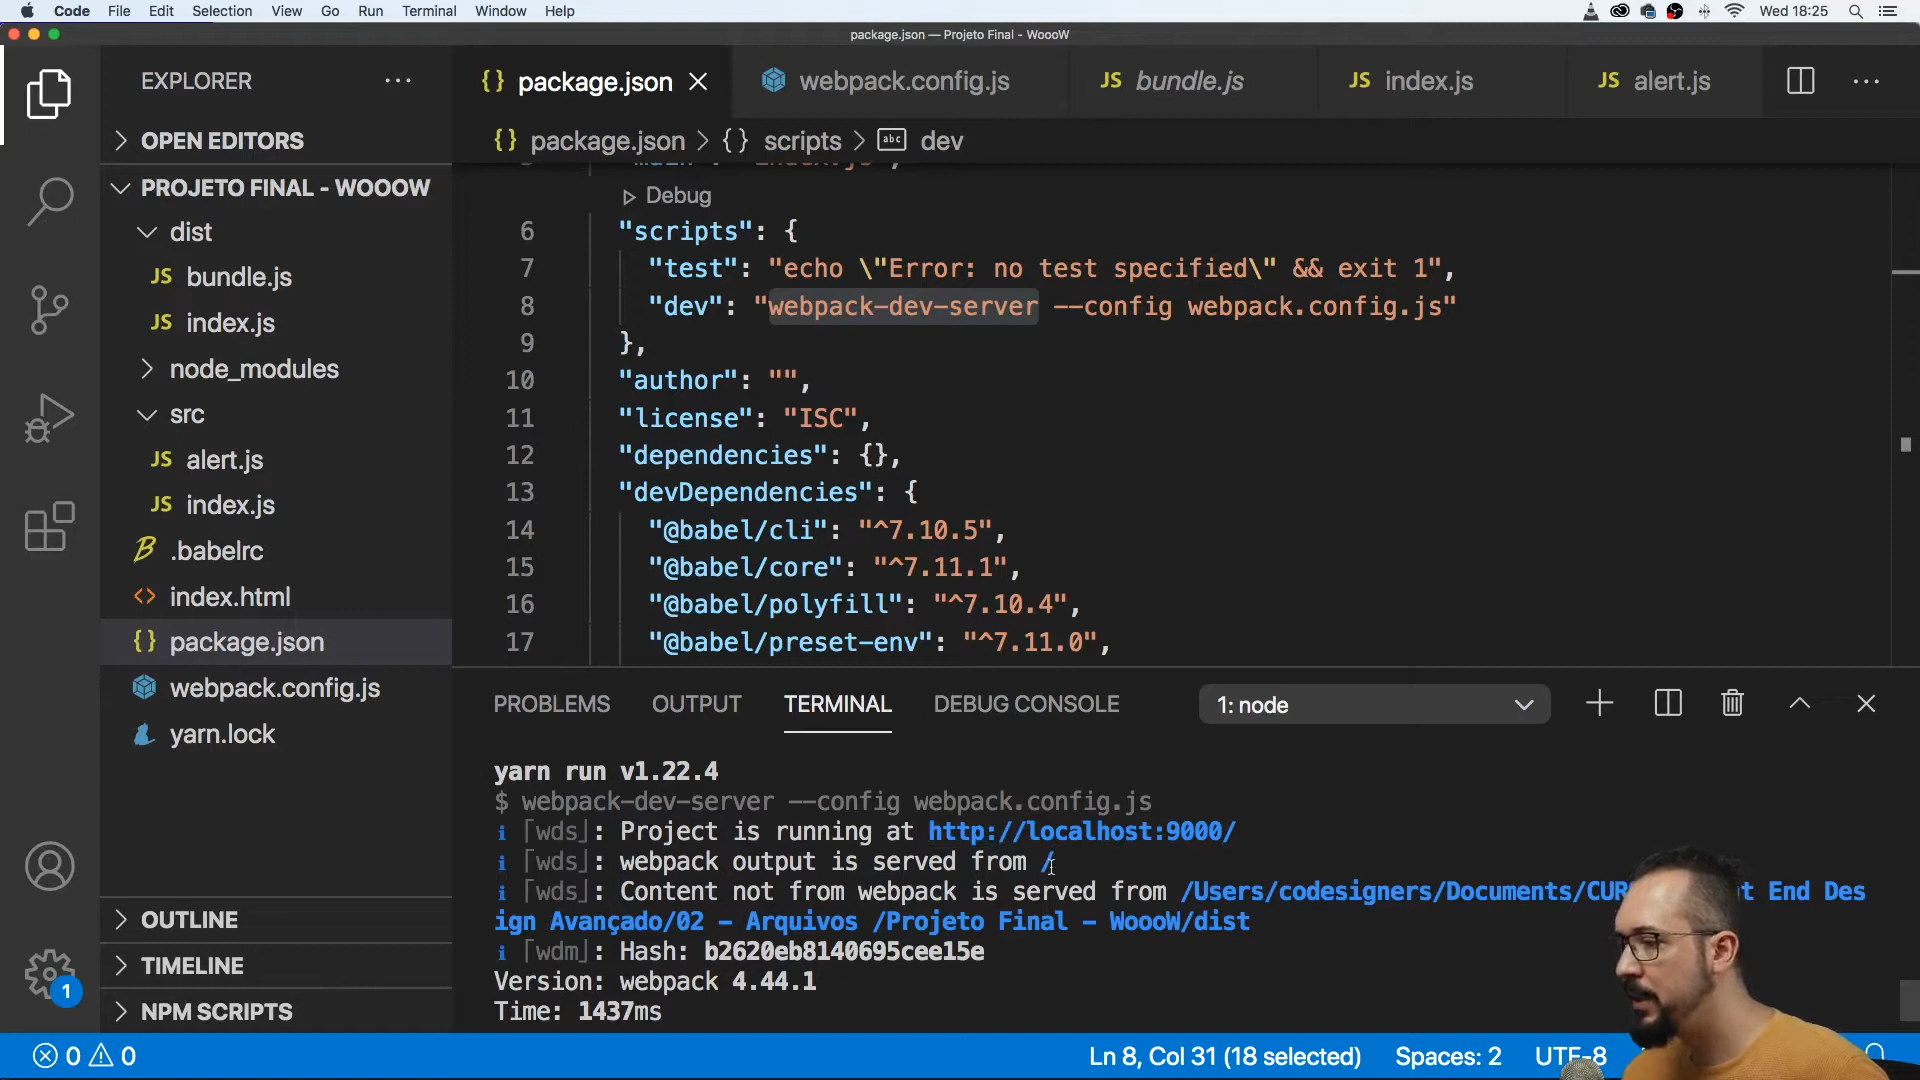 Code File Edit Selection View Go Run Terminal Window Help Wed 18:25
package.json — Projeto Final - WoooW
EXPLORER
package.json webpack.config.js bundle.js index.js alert.js
OPEN EDITORS
package.json > {} scripts > abc dev
PROJETO FINAL - WOOOW
dist
bundle.js
index.js
node_modules
src
alert.js
index.js
.babelrc
index.html
package.json
webpack.config.js
yarn.lock
OUTLINE
TIMELINE
NPM SCRIPTS
1
"main": "index.js",
Debug
6 "scripts": {
7 "test": "echo \"Error: no test specified\" && exit 1",
8 "dev": "webpack-dev-server --config webpack.config.js"
9 },
10 "author": "",
11 "license": "ISC",
12 "dependencies": {},
13 "devDependencies": {
14 "@babel/cli": "^7.10.5",
15 "@babel/core": "^7.11.1",
16 "@babel/polyfill": "^7.10.4",
17 "@babel/preset-env": "^7.11.0",
PROBLEMS OUTPUT TERMINAL DEBUG CONSOLE 1: node
yarn run v1.22.4
$ webpack-dev-server --config webpack.config.js
i ｢wds｣: Project is running at http://localhost:9000/
i ｢wds｣: webpack output is served from /
i ｢wds｣: Content not from webpack is served from /Users/codesigners/Documents/ End Des
ign Avançado/02 - Arquivos /Projeto Final - WoooW/dist
i ｢wdm｣: Hash: b2620eb8140695cee15e
Version: webpack 4.44.1
Time: 1437ms
0 0 Ln 8, Col 31 (18 selected) Spaces: 2 UTF-8